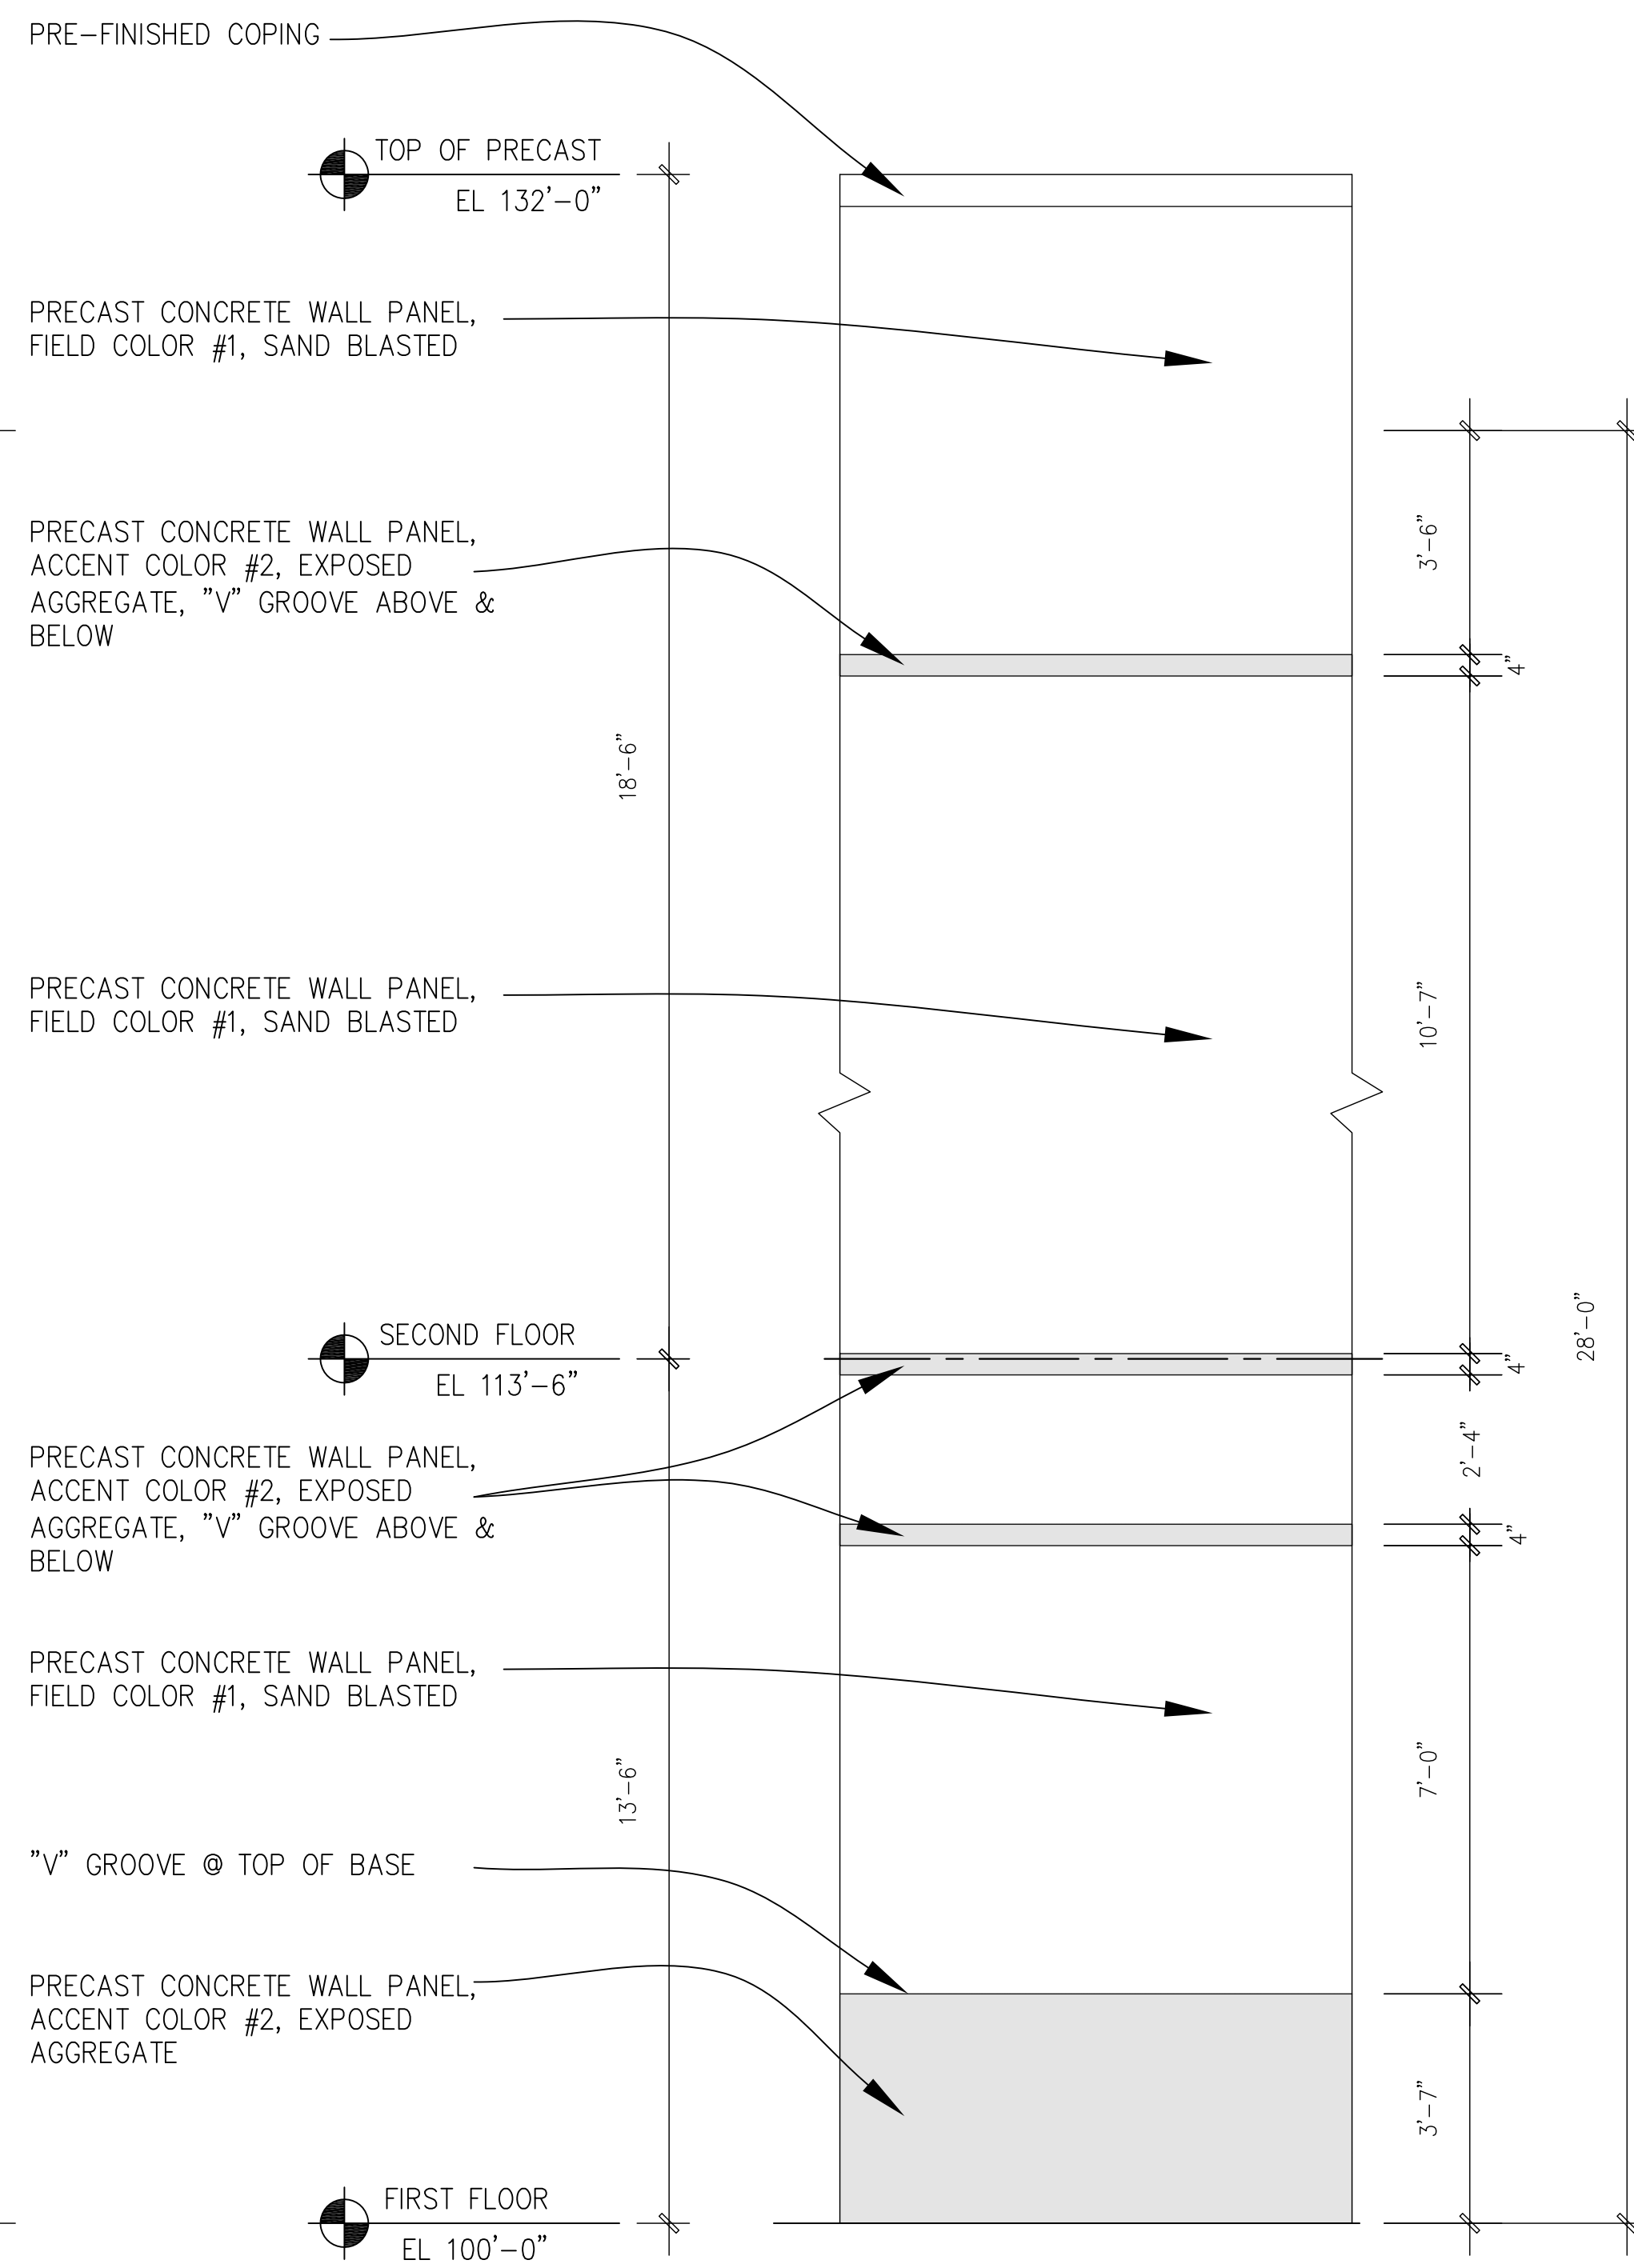 PRE-FINISHED COPING
TOP OF PRECAST
EL 132'-0"
PRECAST CONCRETE WALL PANEL,
FIELD COLOR #1, SAND BLASTED
PRECAST CONCRETE WALL PANEL,
ACCENT COLOR #2, EXPOSED
AGGREGATE, "V" GROOVE ABOVE &
BELOW
3'-6"
4"
18'-6"
PRECAST CONCRETE WALL PANEL,
FIELD COLOR #1, SAND BLASTED
10'-7"
SECOND FLOOR
EL 113'-6"
4"
28'-0"
PRECAST CONCRETE WALL PANEL,
ACCENT COLOR #2, EXPOSED
AGGREGATE, "V" GROOVE ABOVE &
BELOW
2'-4"
4"
PRECAST CONCRETE WALL PANEL,
FIELD COLOR #1, SAND BLASTED
13'-6"
7'-0"
"V" GROOVE @ TOP OF BASE
PRECAST CONCRETE WALL PANEL,
ACCENT COLOR #2, EXPOSED
AGGREGATE
3'-7"
FIRST FLOOR
EL 100'-0"